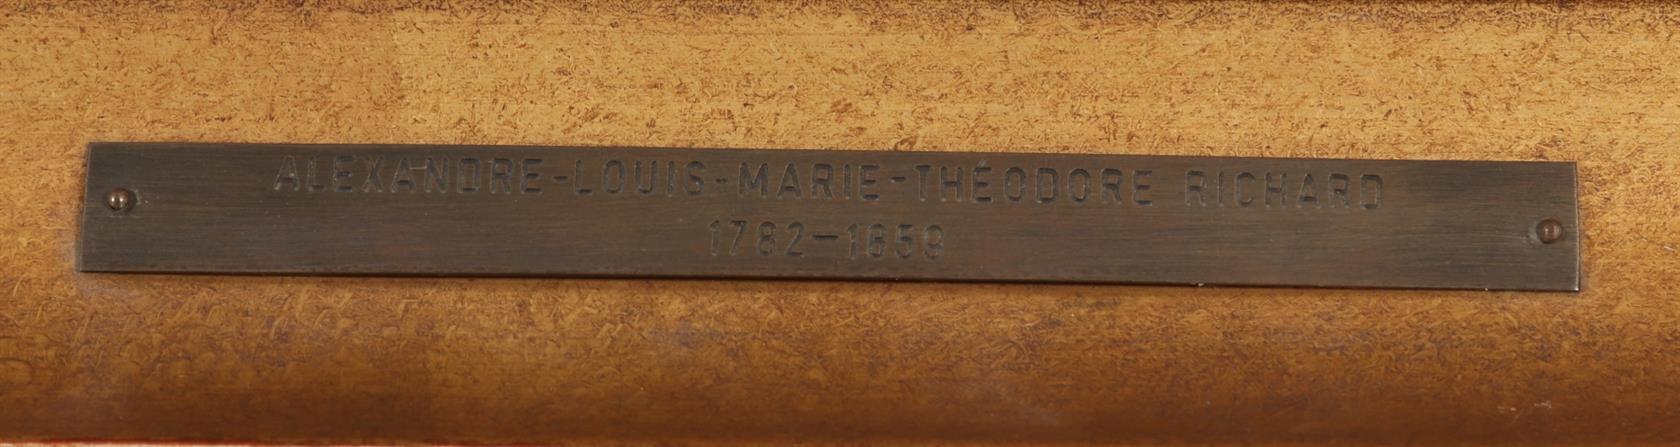 ALEXANDRE-LOUIS-MARIE-THÉODORE RICHARD
1782-1859